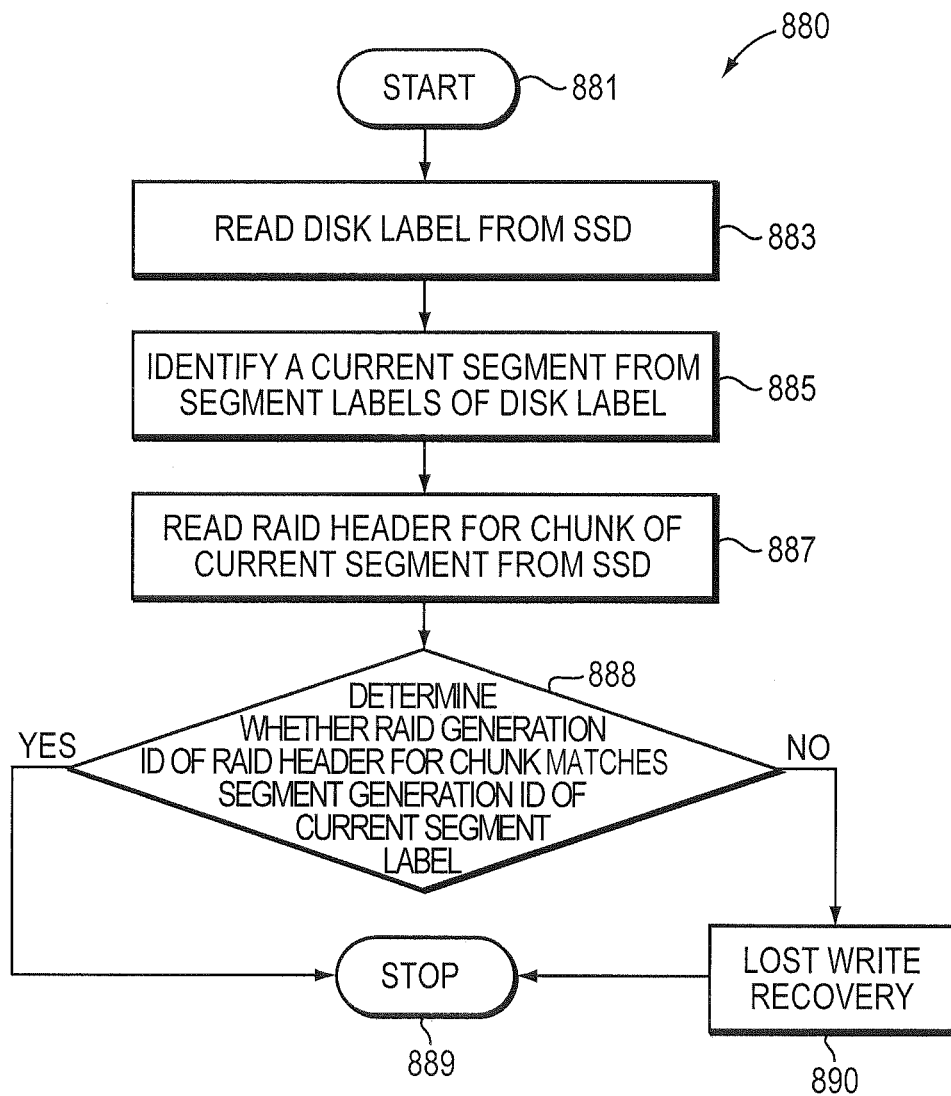 880
START
881
READ DISK LABEL FROM SSD
883
IDENTIFY A CURRENT SEGMENT FROM
SEGMENT LABELS OF DISK LABEL
885
READ RAID HEADER FOR CHUNK OF
CURRENT SEGMENT FROM SSD
887
888
DETERMINE
WHETHER RAID GENERATION
ID OF RAID HEADER FOR CHUNK MATCHES
SEGMENT GENERATION ID OF
CURRENT SEGMENT
LABEL
YES
NO
STOP
889
LOST WRITE
RECOVERY
890